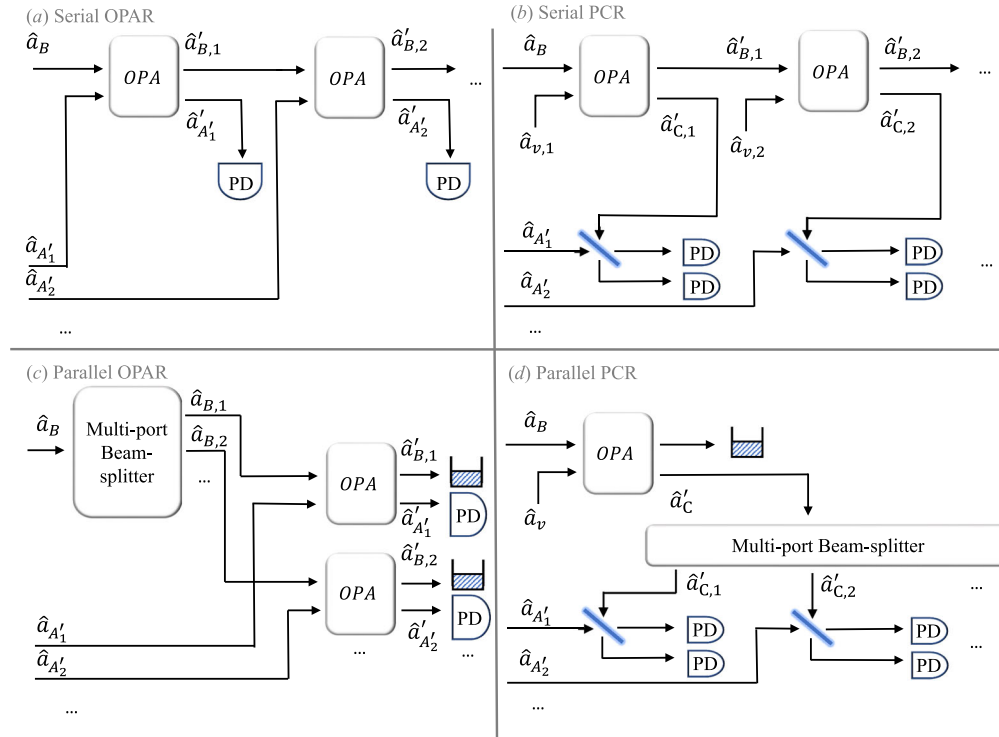 (a) Serial OPAR
â_B
OPA
â′_{B,1}
OPA
â′_{B,2}
...
â′_{A′_1}
â′_{A′_2}
PD
PD
â_{A′_1}
â_{A′_2}
...
(b) Serial PCR
â_B
OPA
â′_{B,1}
OPA
â′_{B,2}
...
â_{v,1}
â′_{C,1}
â_{v,2}
â′_{C,2}
â_{A′_1}
PD
PD
â_{A′_2}
PD
PD
...
...
(c) Parallel OPAR
â_B
Multi-port
Beam-
splitter
â_{B,1}
â_{B,2}
...
OPA
â′_{B,1}
â′_{A′_1}
PD
OPA
â′_{B,2}
â′_{A′_2}
PD
...
...
â_{A′_1}
â_{A′_2}
...
(d) Parallel PCR
â_B
OPA
â_v
â′_C
Multi-port Beam-splitter
â′_{C,1}
â′_{C,2}
...
â_{A′_1}
PD
PD
â_{A′_2}
PD
PD
...
...